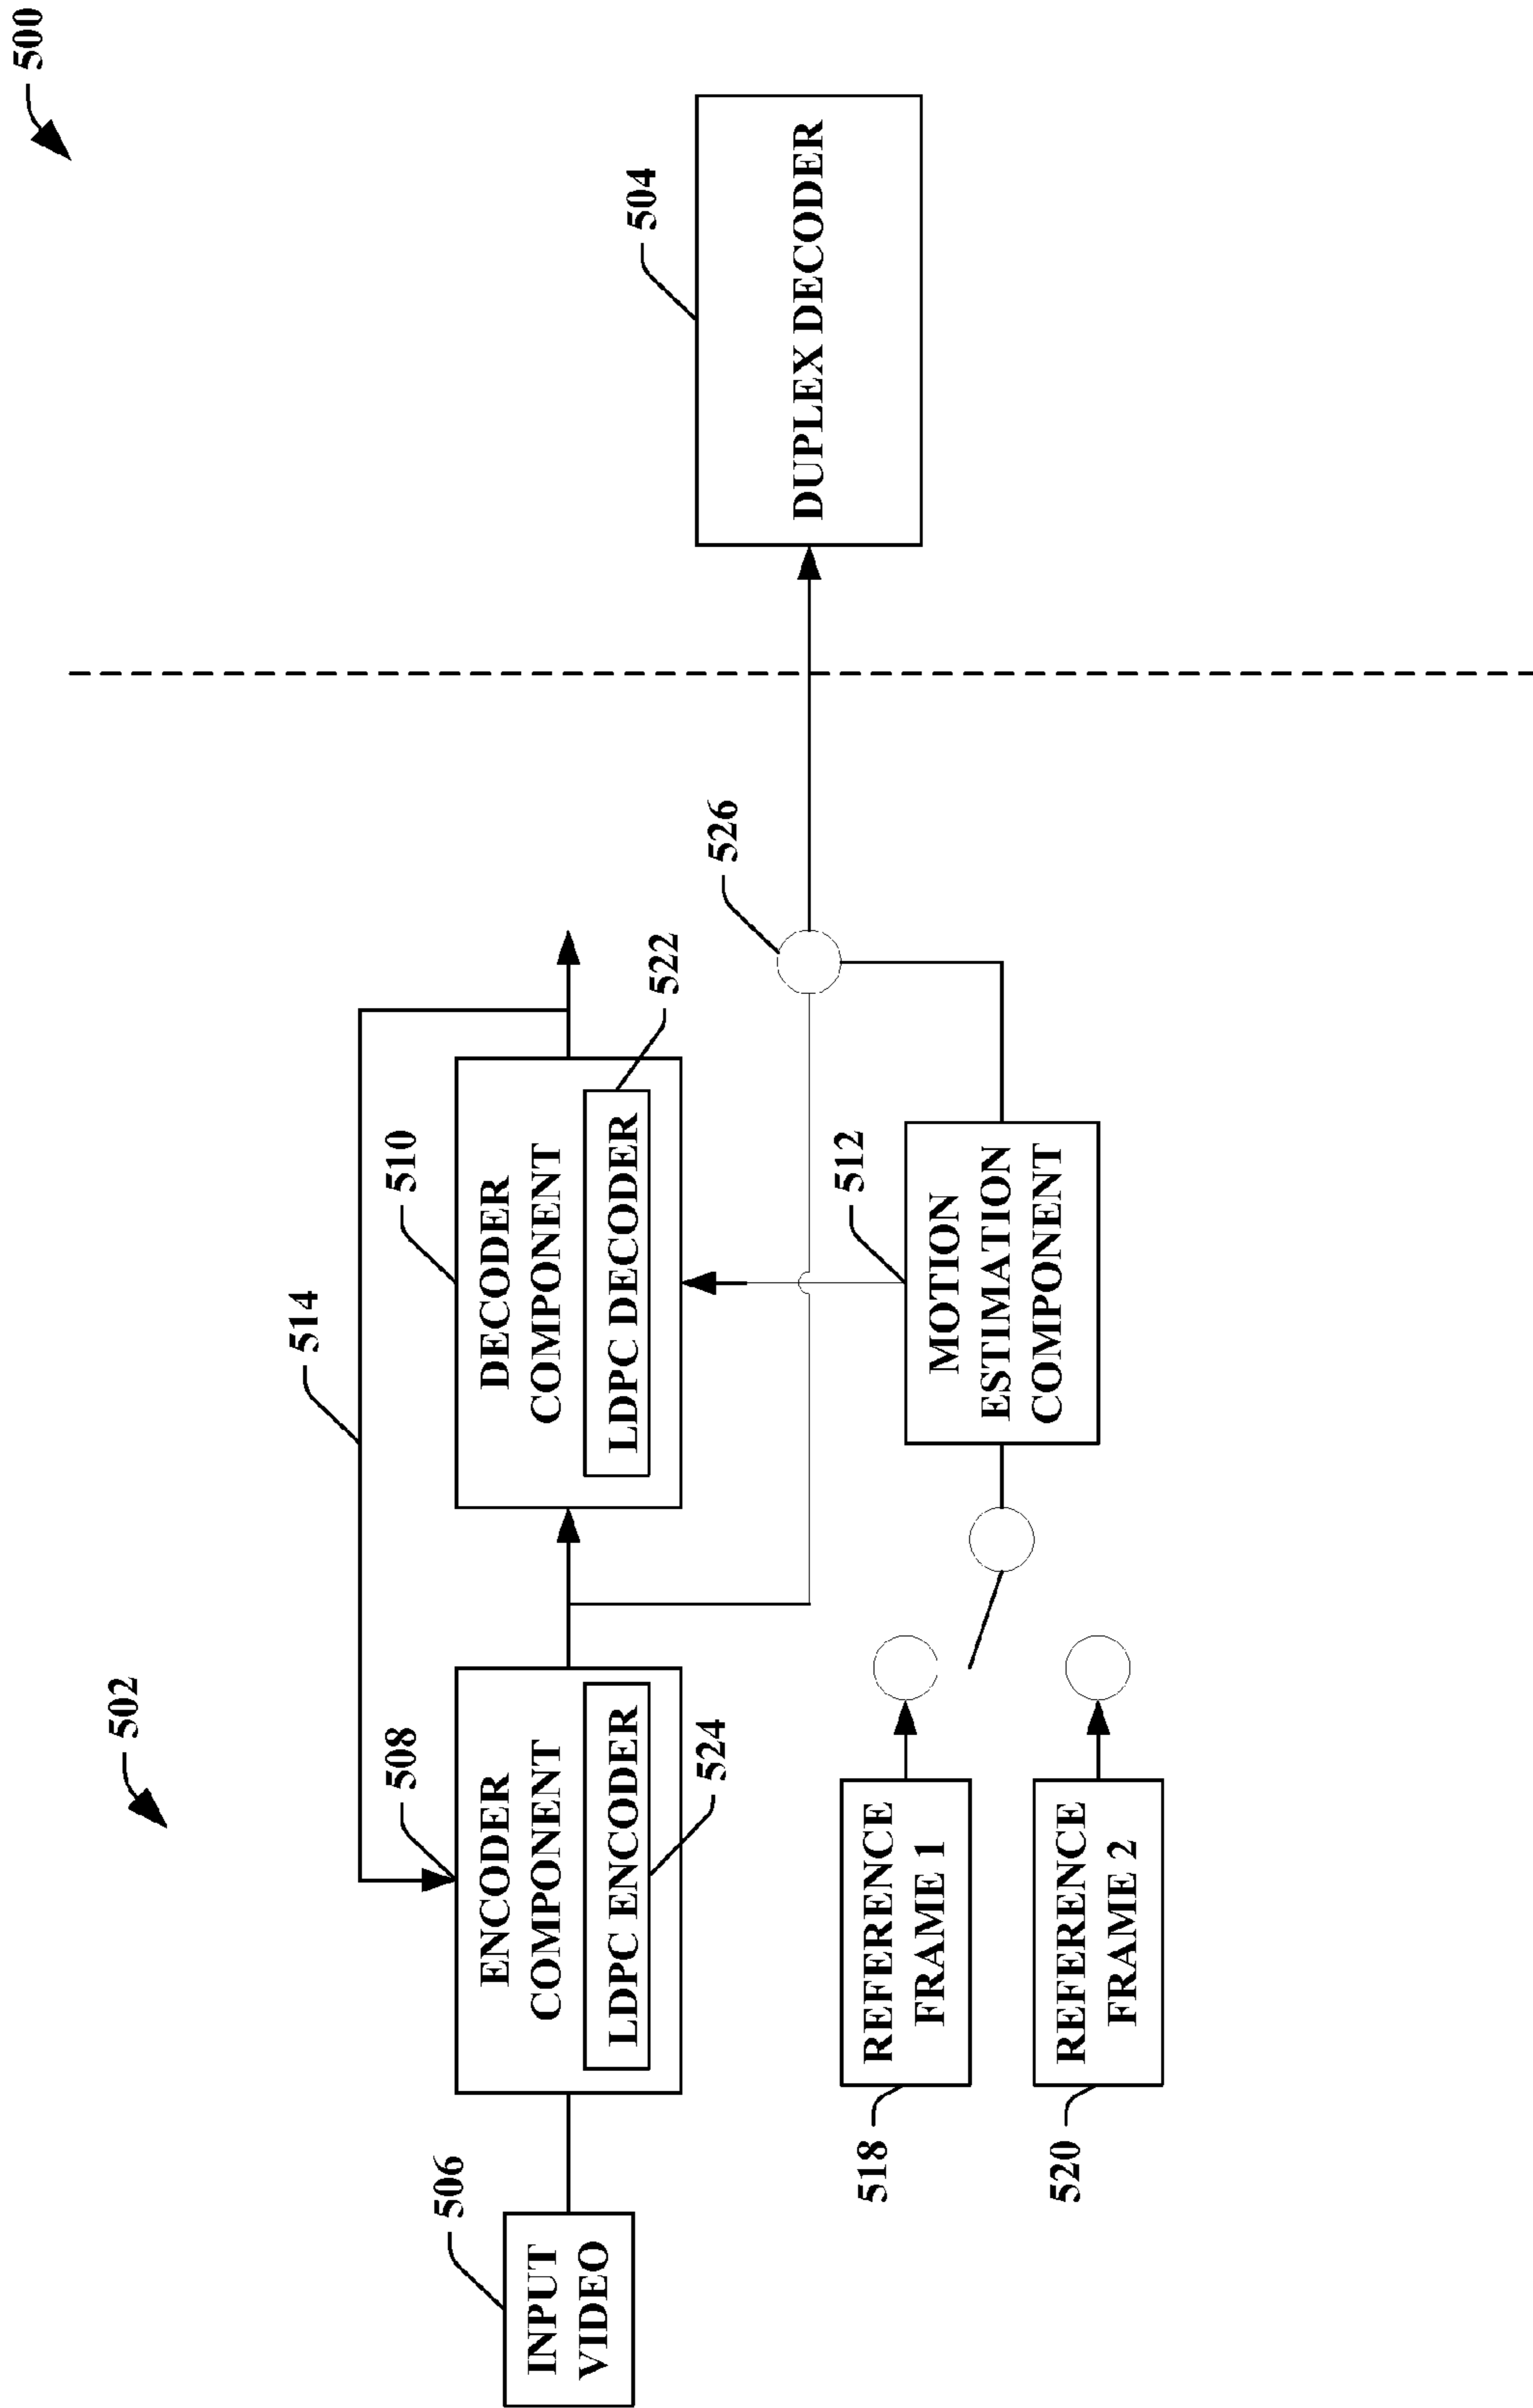 500
502
514
506
INPUT
VIDEO
508
ENCODER
COMPONENT
LDPC ENCODER
524
510
DECODER
COMPONENT
LDPC DECODER
522
526
504
DUPLEX DECODER
518
REFERENCE
FRAME 1
520
REFERENCE
FRAME 2
512
MOTION
ESTIMATION
COMPONENT